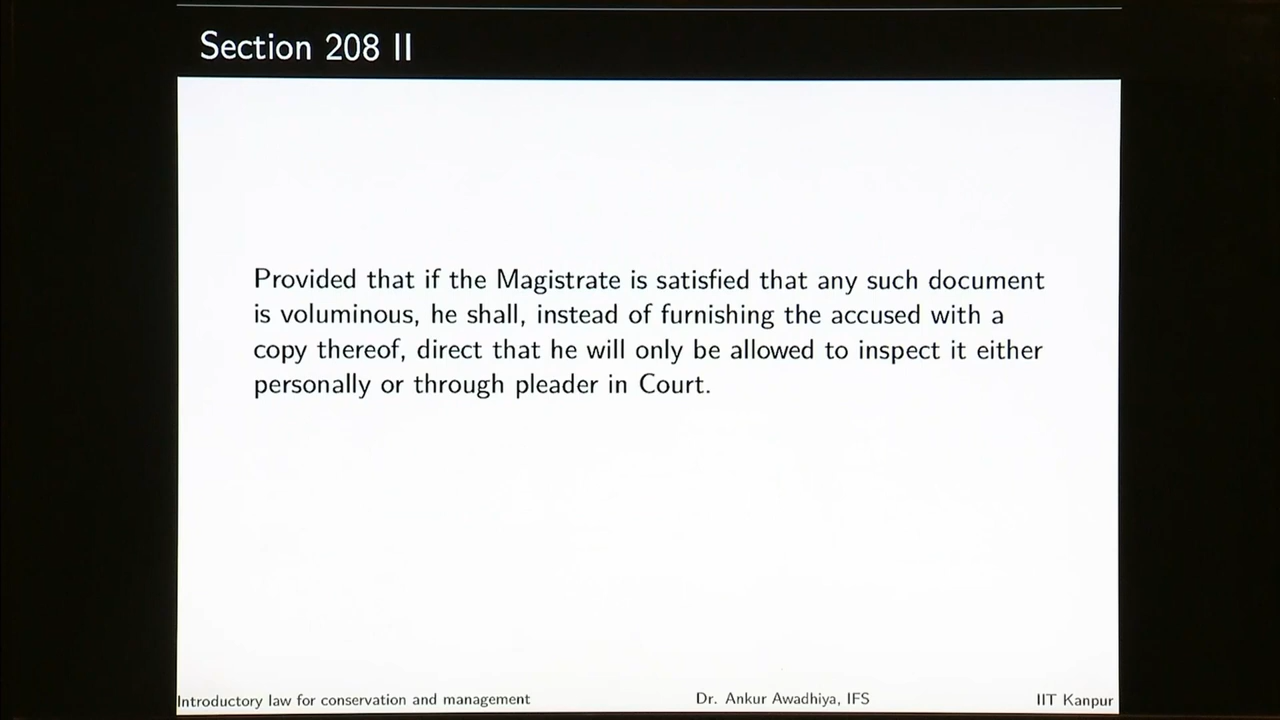 Section 208 II
Provided that if the Magistrate is satisfied that any such document
is voluminous, he shall, instead of furnishing the accused with a
copy thereof, direct that he will only be allowed to inspect it either
personally or through pleader in Court.
Introductory law for conservation and management Dr. Ankur Awadhiya, IFS IIT Kanpur